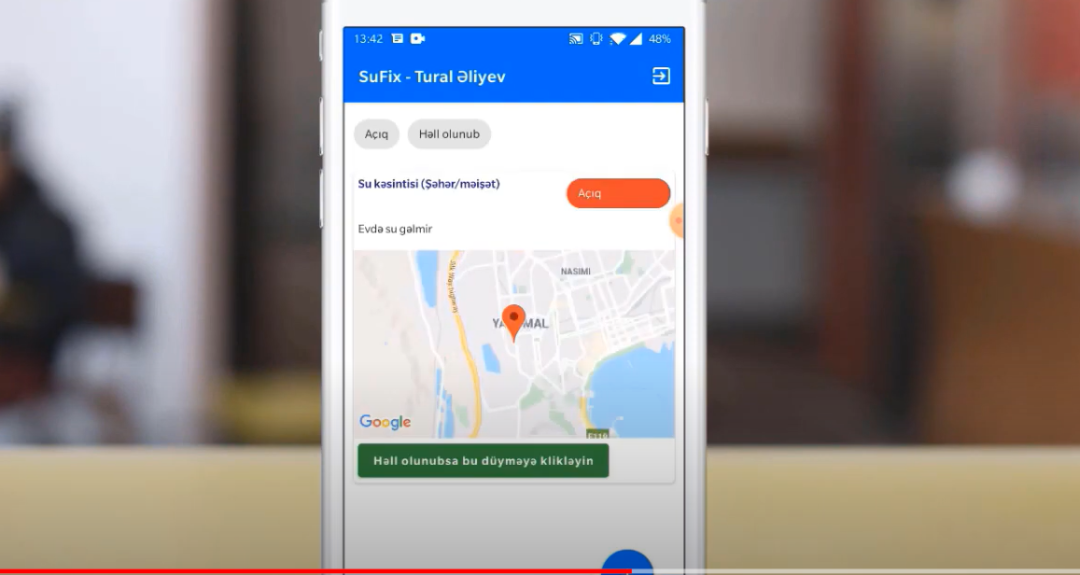 13:42
48%
SuFix - Tural Əliyev
Açıq
Həll olunub
Su kəsintisi (Şəhər/məişət)
Açıq
Evdə su gəlmir
NASIMI
Google
Həll olunubsa bu düyməyə klikləyin